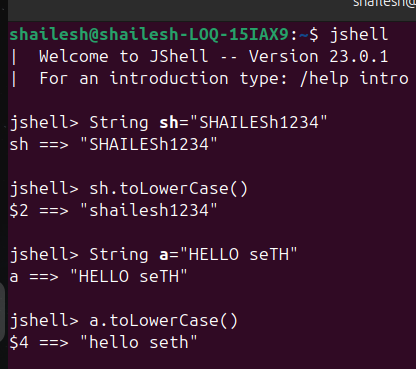 shailesh@
shailesh@shailesh-LOQ-15IAX9:~$ jshell
|  Welcome to JShell -- Version 23.0.1
|  For an introduction type: /help intro
jshell> String sh="SHAILESh1234"
sh ==> "SHAILESh1234"
jshell> sh.toLowerCase()
$2 ==> "shailesh1234"
jshell> String a="HELLO seTH"
a ==> "HELLO seTH"
jshell> a.toLowerCase()
$4 ==> "hello seth"